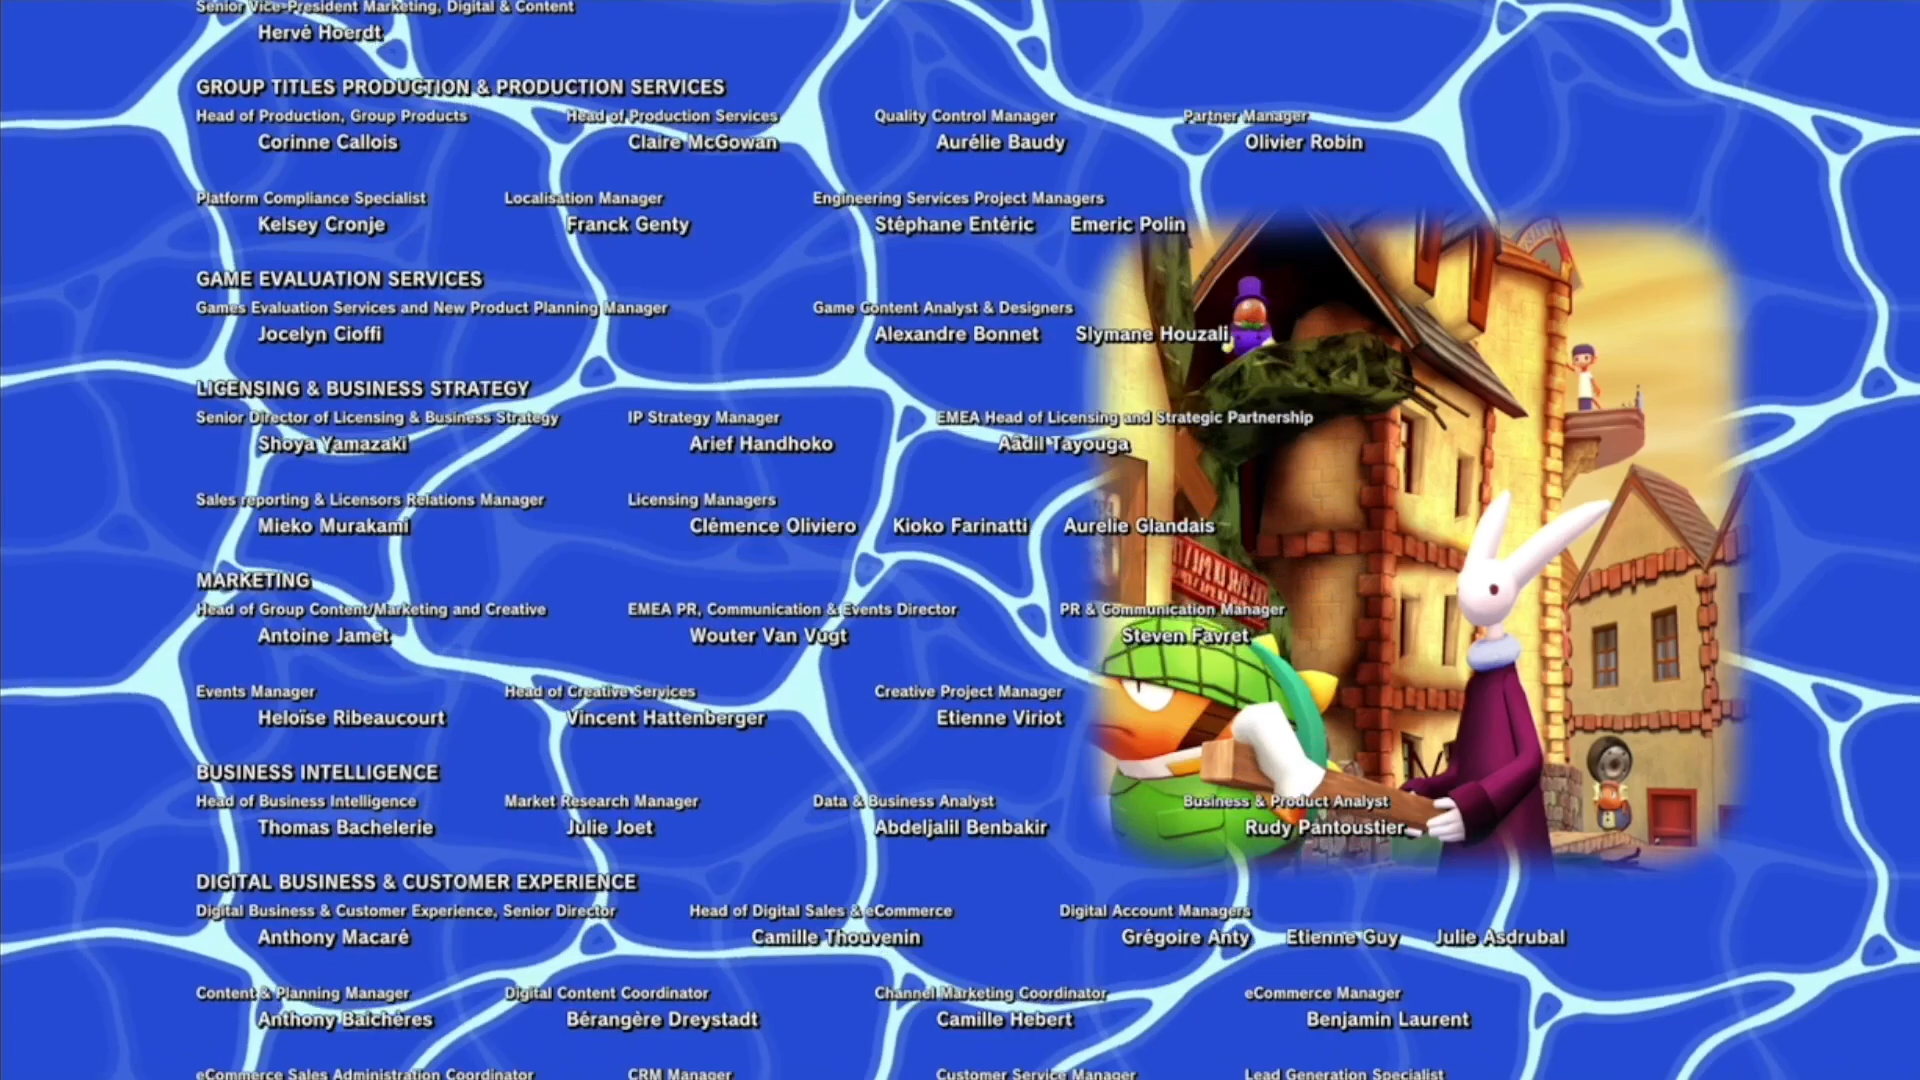 Senior Vice-President Marketing, Digital & Content
Hervé Hoerdt
GROUP TITLES PRODUCTION & PRODUCTION SERVICES
Head of Production, Group Products Head of Production Services Quality Control Manager Partner Manager
Corinne Callois Claire McGowan Aurélie Baudy Olivier Robin
Platform Compliance Specialist Localisation Manager Engineering Services Project Managers
Kelsey Cronje Franck Genty Stéphane Entéric Emeric Polin
GAME EVALUATION SERVICES
Games Evaluation Services and New Product Planning Manager Game Content Analyst & Designers
Jocelyn Cioffi Alexandre Bonnet Slymane Houzali
LICENSING & BUSINESS STRATEGY
Senior Director of Licensing & Business Strategy IP Strategy Manager EMEA Head of Licensing and Strategic Partnership
Shoya Yamazaki Arief Handhoko Aadil Tayouga
Sales reporting & Licensors Relations Manager Licensing Managers
Mieko Murakami Clémence Oliviero Kioko Farinatti Aurelie Glandais
MARKETING
Head of Group Content/Marketing and Creative EMEA PR, Communication & Events Director PR & Communication Manager
Antoine Jamet Wouter Van Vugt Steven Favret
Events Manager Head of Creative Services Creative Project Manager
Heloïse Ribeaucourt Vincent Hattenberger Etienne Viriot
BUSINESS INTELLIGENCE
Head of Business Intelligence Market Research Manager Data & Business Analyst Business & Product Analyst
Thomas Bachelerie Julie Joet Abdeljalil Benbakir Rudy Pantoustier
DIGITAL BUSINESS & CUSTOMER EXPERIENCE
Digital Business & Customer Experience, Senior Director Head of Digital Sales & eCommerce Digital Account Managers
Anthony Macaré Camille Thouvenin Grégoire Anty Etienne Guy Julie Asdrubal
Content & Planning Manager Digital Content Coordinator Channel Marketing Coordinator eCommerce Manager
Anthony Baichères Bérangère Dreystadt Camille Hebert Benjamin Laurent
eCommerce Sales Administration Coordinator CRM Manager Customer Service Manager Lead Generation Specialist